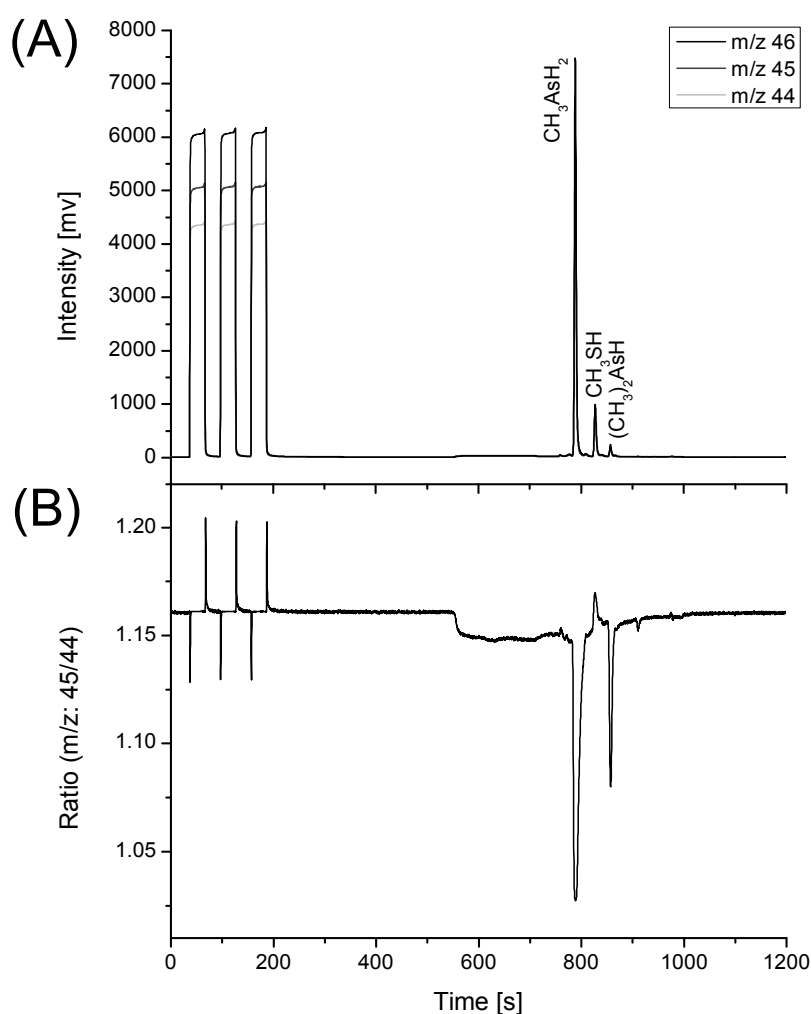 (A)
8000
7000
6000
5000
4000
3000
2000
1000
0
Intensity [mv]
m/z 46
m/z 45
m/z 44
CH₃AsH₂
CH₃SH
(CH₃)₂AsH
(B)
1.20
1.15
1.10
1.05
Ratio (m/z: 45/44)
0 200 400 600 800 1000 1200
Time [s]